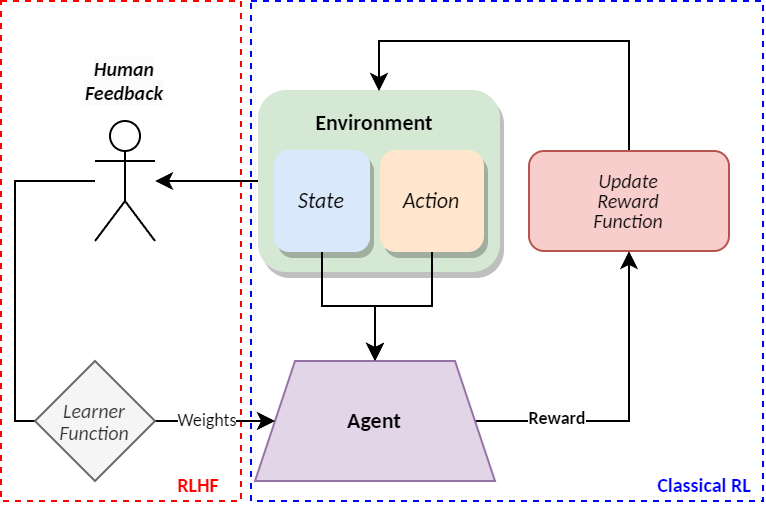 Human
Feedback
Environment
State
Action
Update
Reward
Function
Learner
Function
Weights
Agent
Reward
RLHF
Classical RL